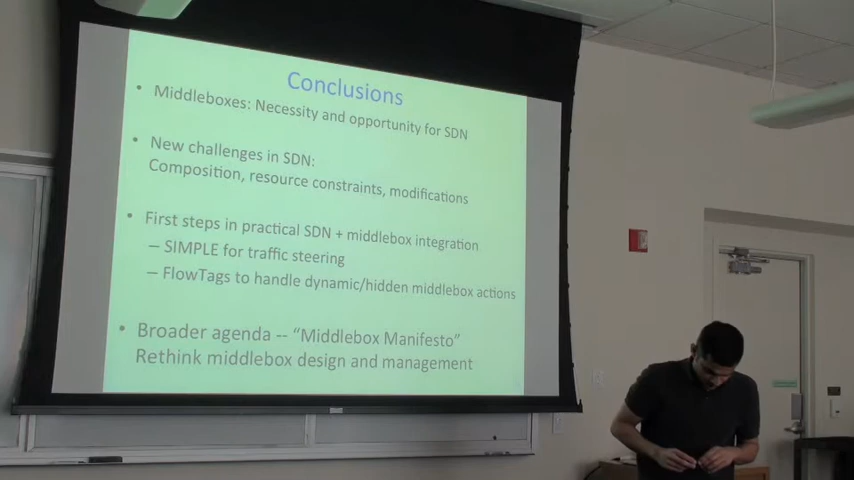 Conclusions
• Middleboxes: Necessity and opportunity for SDN
• New challenges in SDN:
Composition, resource constraints, modifications
• First steps in practical SDN + middlebox integration
– SIMPLE for traffic steering
– FlowTags to handle dynamic/hidden middlebox actions
• Broader agenda -- “Middlebox Manifesto”
Rethink middlebox design and management